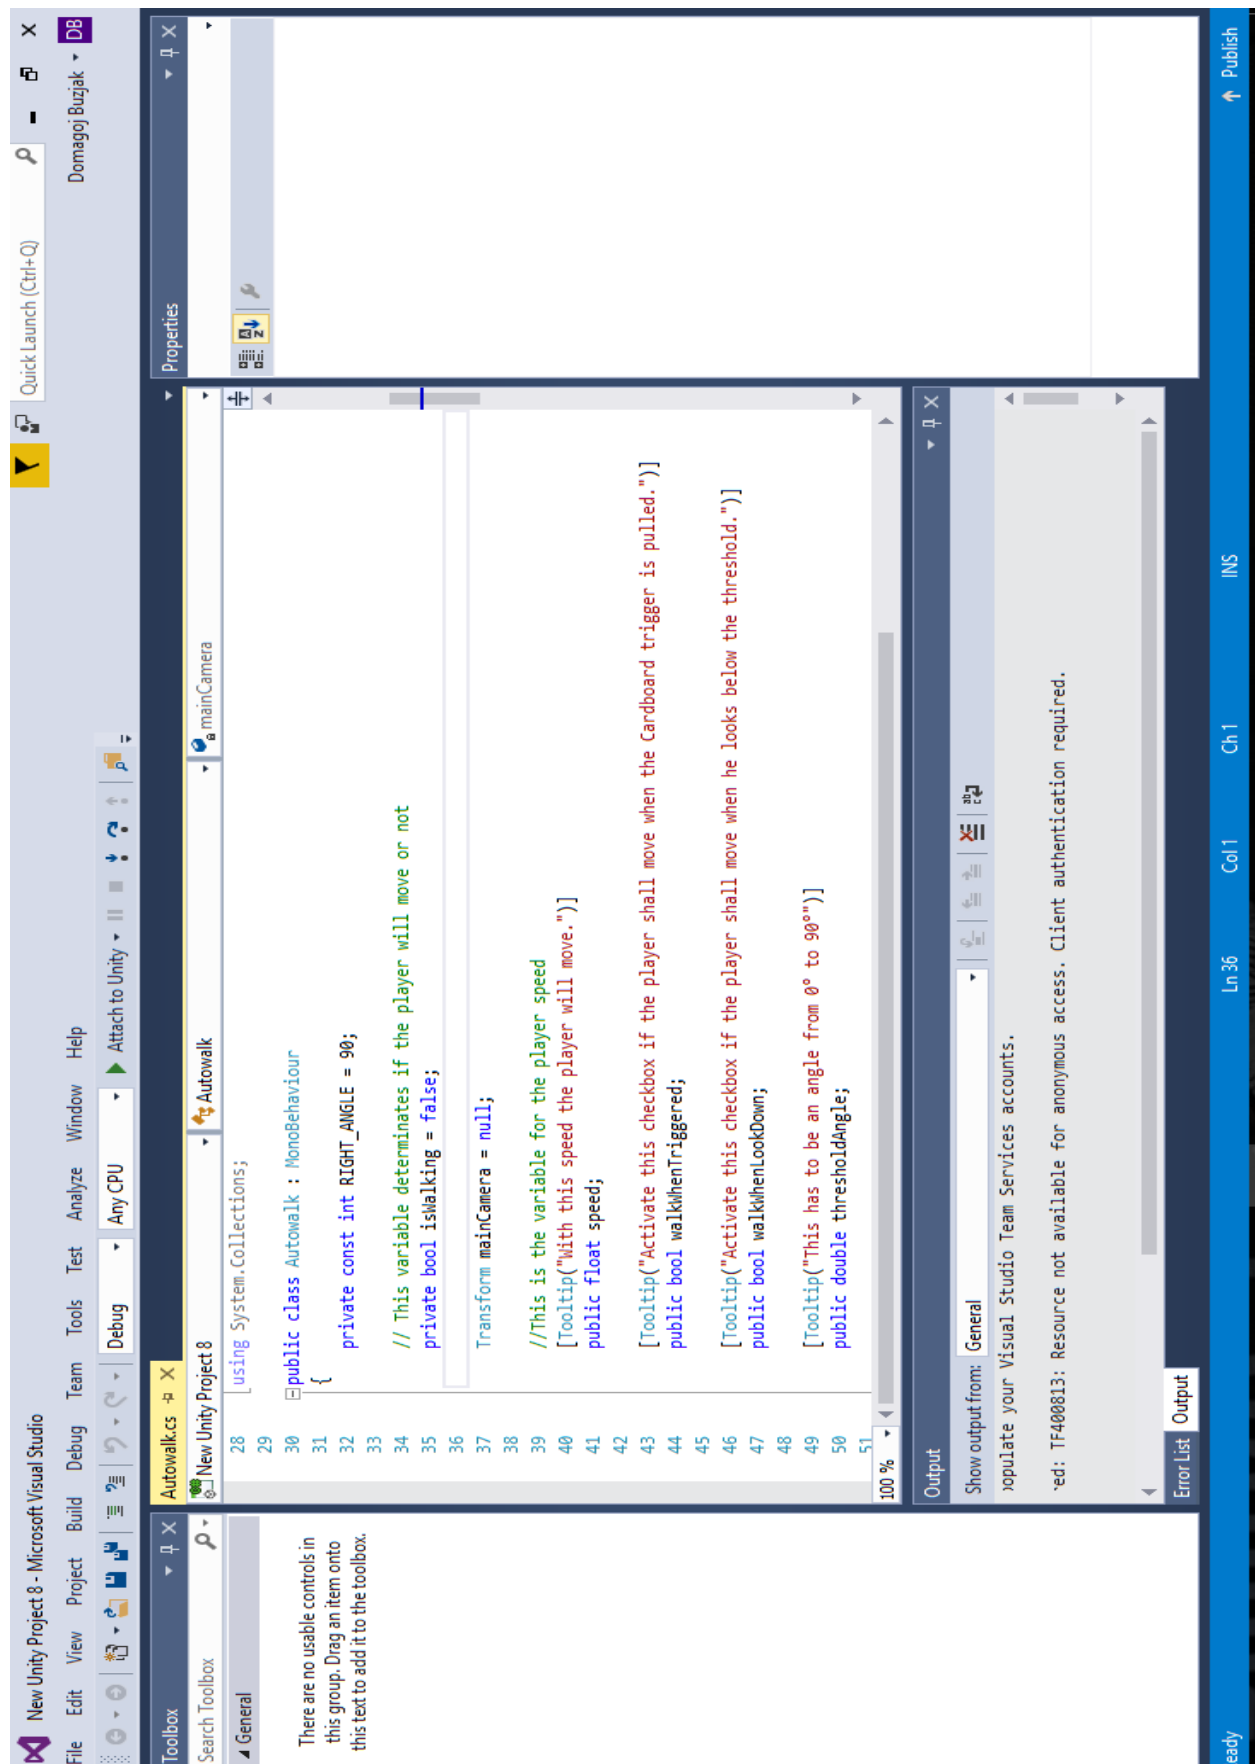 New Unity Project 8 - Microsoft Visual Studio
Quick Launch (Ctrl+Q)
File Edit View Project Build Debug Team Tools Test Analyze Window Help
Domagoj Buzjak DB
Debug Any CPU Attach to Unity
Toolbox
Search Toolbox
General
There are no usable controls in
this group. Drag an item onto
this text to add it to the toolbox.
Autowalk.cs
New Unity Project 8 Autowalk mainCamera
28 using System.Collections;
29
30 public class Autowalk : MonoBehaviour
31 {
32 private const int RIGHT_ANGLE = 90;
33
34 // This variable determinates if the player will move or not
35 private bool isWalking = false;
36
37 Transform mainCamera = null;
38
39 //This is the variable for the player speed
40 [Tooltip("With this speed the player will move.")]
41 public float speed;
42
43 [Tooltip("Activate this checkbox if the player shall move when the Cardboard trigger is pulled.")]
44 public bool walkWhenTriggered;
45
46 [Tooltip("Activate this checkbox if the player shall move when he looks below the threshold.")]
47 public bool walkWhenLookDown;
48
49 [Tooltip("This has to be an angle from 0° to 90°")]
50 public double thresholdAngle;
51
100 %
Output
Show output from: General
populate your Visual Studio Team Services accounts.
ed: TF400813: Resource not available for anonymous access. Client authentication required.
Error List Output
Properties
eady Ln 36 Col 1 Ch 1 INS Publish